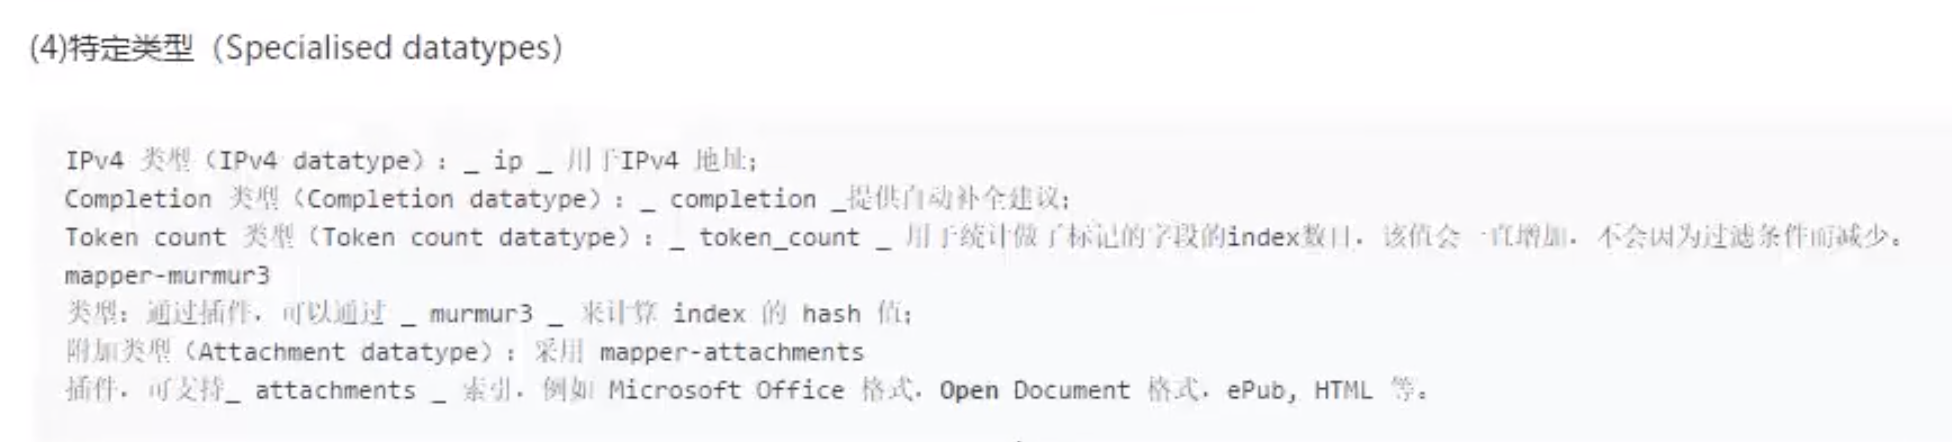 (4)特定类型（Specialised datatypes）
IPv4 类型（IPv4 datatype）：_ ip _ 用于IPv4 地址;
Completion 类型（Completion datatype）：_ completion _提供自动补全建议;
Token count 类型（Token count datatype）：_ token_count _ 用于统计做了标记的字段的index数目，该值会一直增加，不会因为过滤条件而减少。
mapper-murmur3
类型：通过插件，可以通过 _ murmur3 _ 来计算 index 的 hash 值;
附加类型（Attachment datatype）：采用 mapper-attachments
插件，可支持_ attachments _ 索引，例如 Microsoft Office 格式，Open Document 格式，ePub, HTML 等。